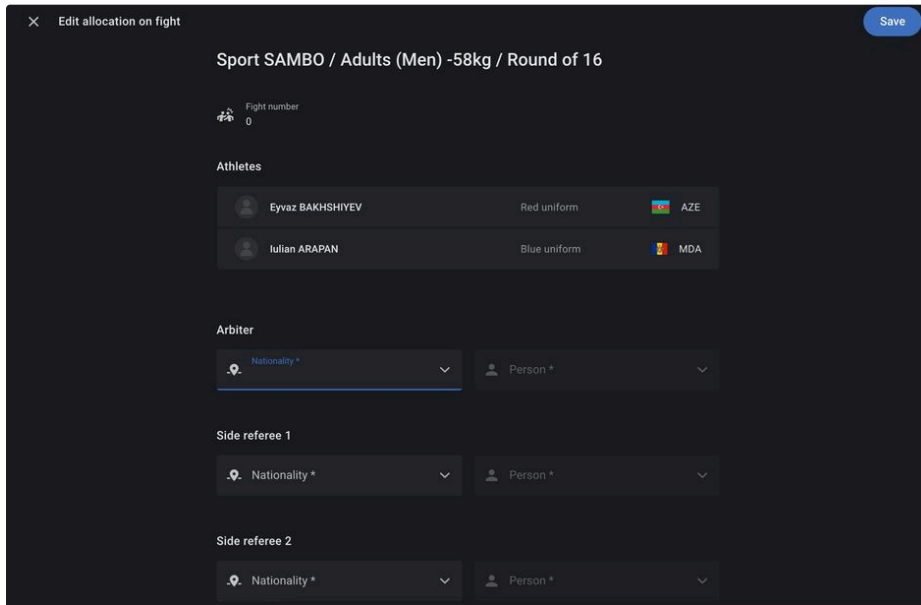 Edit allocation on fight
Save
Sport SAMBO / Adults (Men) -58kg / Round of 16
Fight number
0
Athletes
Eyvaz BAKHSHIYEV Red uniform AZE
Iulian ARAPAN Blue uniform MDA
Arbiter
Nationality * Person *
Side referee 1
Nationality * Person *
Side referee 2
Nationality * Person *